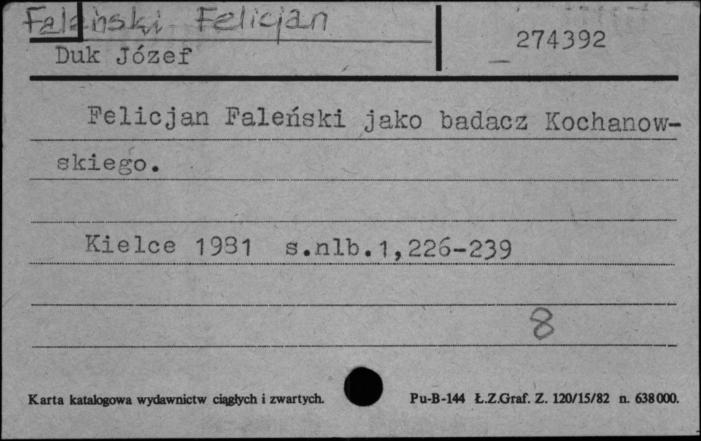 Faleński Felicjan
274392
Duk Józef
Felicjan Faleński jako badacz Kochanow-
skiego.
Kielce 1981 s.nlb.1,226-239
8
Karta katalogowa wydawnictw ciągłych i zwartych.
Pu-B-144 Ł.Z.Graf. Z. 120/15/82 n. 638000.